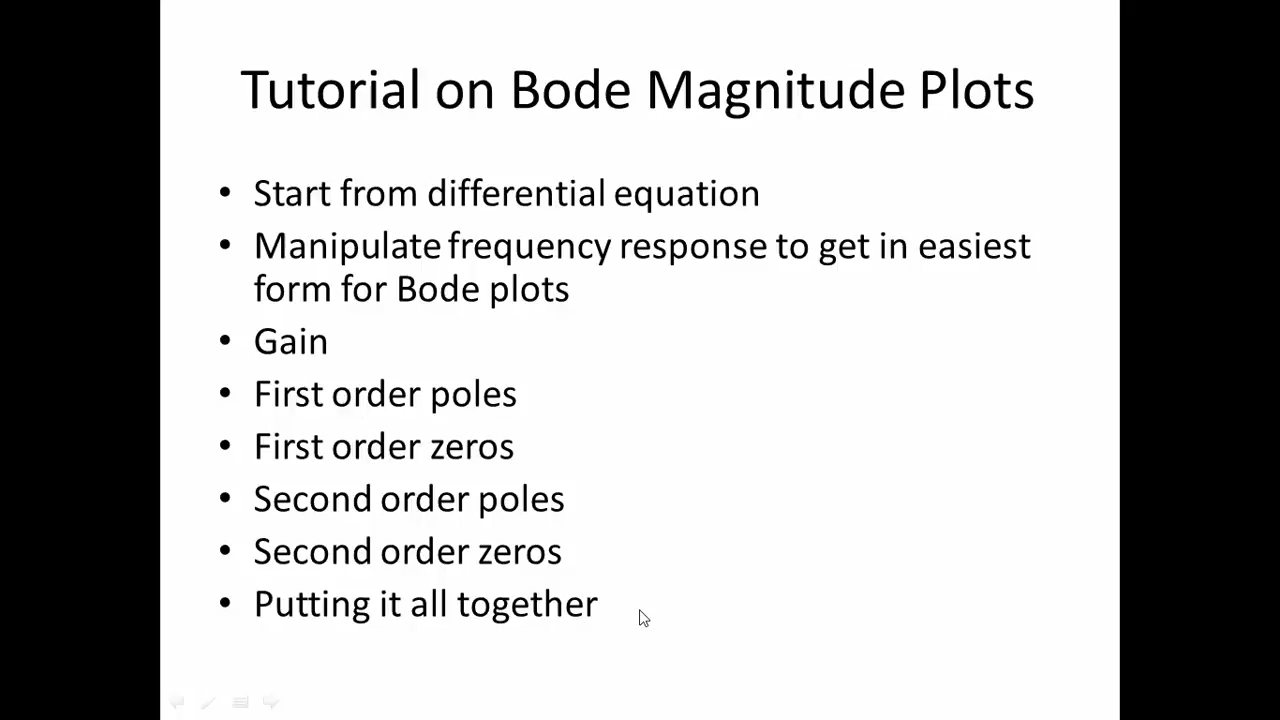 Tutorial on Bode Magnitude Plots
• Start from differential equation
• Manipulate frequency response to get in easiest
form for Bode plots
• Gain
• First order poles
• First order zeros
• Second order poles
• Second order zeros
• Putting it all together